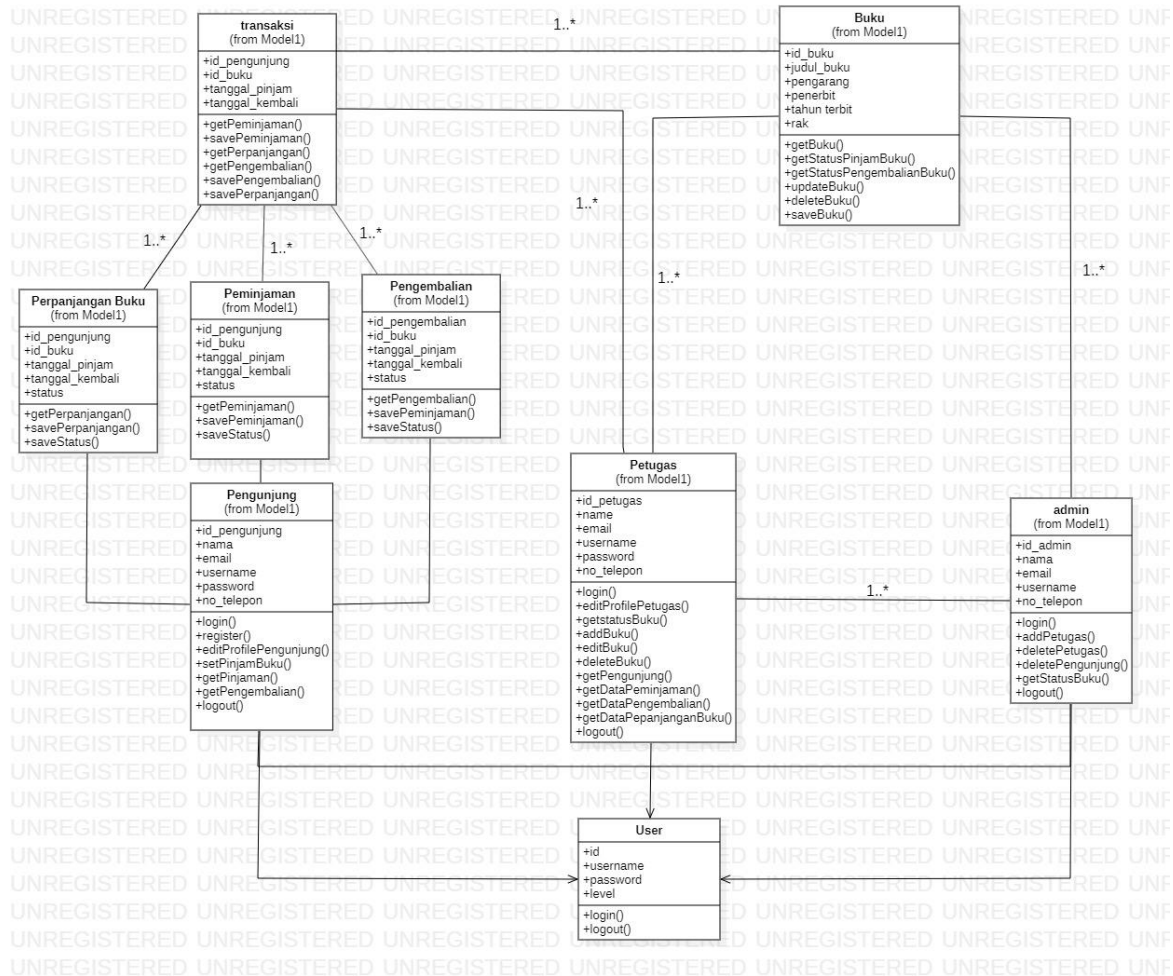 transaksi
(from Model1)
+id_pengunjung
+id_buku
+tanggal_pinjam
+tanggal_kembali
+getPeminjaman()
+savePeminjaman()
+getPerpanjangan()
+getPengembalian()
+savePengembalian()
+savePerpanjangan()
1..*
Buku
(from Model1)
+id_buku
+judul_buku
+pengarang
+penerbit
+tahun terbit
+rak
+getBuku()
+getStatusPinjamBuku()
+getStatusPengembalianBuku()
+updateBuku()
+deleteBuku()
+saveBuku()
1..*
1..*
1..*
1..*
1..*
1..*
Perpanjangan Buku
(from Model1)
+id_pengunjung
+id_buku
+tanggal_pinjam
+tanggal_kembali
+status
+getPerpanjangan()
+savePerpanjangan()
+saveStatus()
Peminjaman
(from Model1)
+id_pengunjung
+id_buku
+tanggal_pinjam
+tanggal_kembali
+status
+getPeminjaman()
+savePeminjaman()
+saveStatus()
Pengembalian
(from Model1)
+id_pengembalian
+id_buku
+tanggal_pinjam
+tanggal_kembali
+status
+getPengembalian()
+savePeminjaman()
+saveStatus()
Pengunjung
(from Model1)
+id_pengunjung
+nama
+email
+username
+password
+no_telepon
+login()
+register()
+editProfilePengunjung()
+setPinjamBuku()
+getPinjaman()
+getPengembalian()
+logout()
Petugas
(from Model1)
+id_petugas
+name
+email
+username
+password
+no_telepon
+login()
+editProfilePetugas()
+getstatusBuku()
+addBuku()
+editBuku()
+deleteBuku()
+getPengunjung()
+getDataPeminjaman()
+getDataPengembalian()
+getDataPepanjanganBuku()
+logout()
1..*
admin
(from Model1)
+id_admin
+nama
+email
+username
+no_telepon
+login()
+addPetugas()
+deletePetugas()
+deletePengunjung()
+getStatusBuku()
+logout()
User
+id
+username
+password
+level
+login()
+logout()
UNREGISTERED